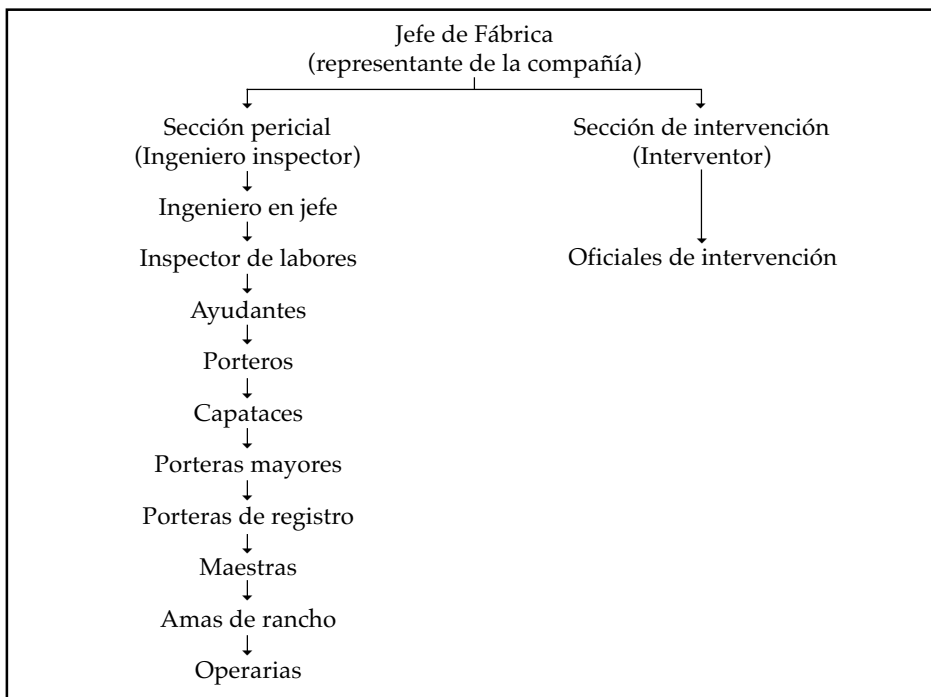 Jefe de Fábrica
(representante de la compañía)
Sección pericial
(Ingeniero inspector)
Ingeniero en jefe
Inspector de labores
Ayudantes
Porteros
Capataces
Porteras mayores
Porteras de registro
Maestras
Amas de rancho
Operarias
Sección de intervención
(Interventor)
Oficiales de intervención